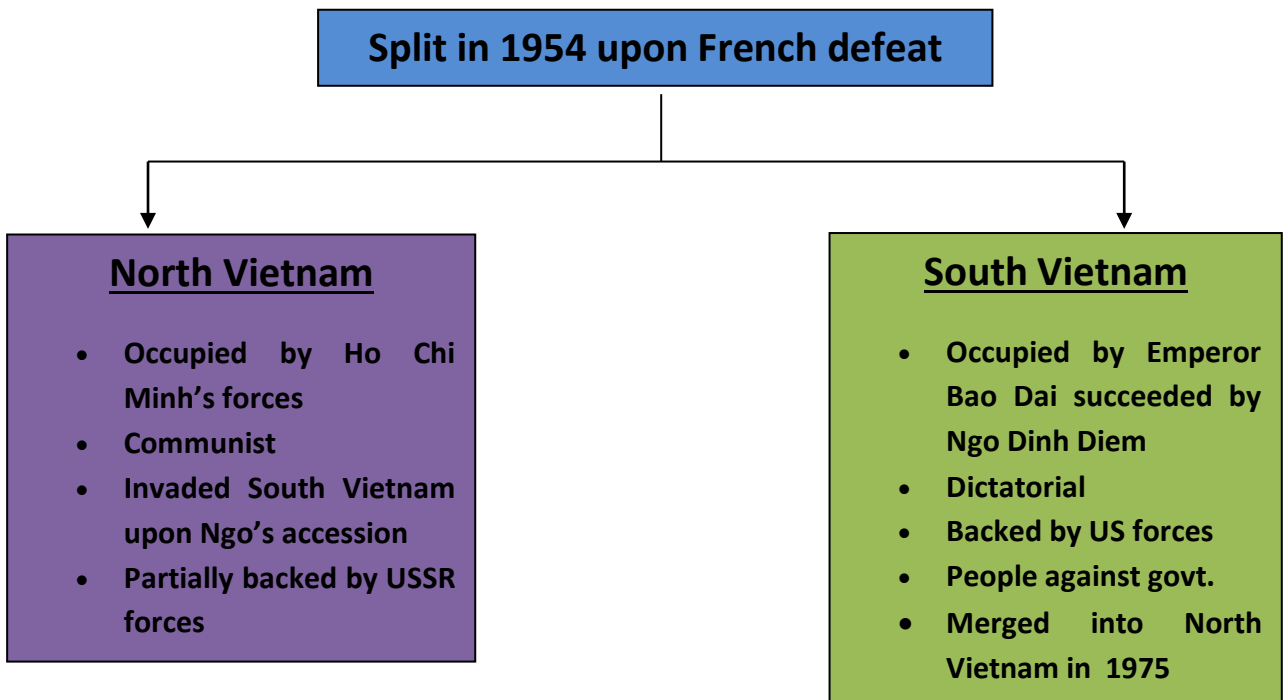 Split in 1954 upon French defeat
North Vietnam
• Occupied by Ho Chi
Minh’s forces
• Communist
• Invaded South Vietnam
upon Ngo’s accession
• Partially backed by USSR
forces
South Vietnam
• Occupied by Emperor
Bao Dai succeeded by
Ngo Dinh Diem
• Dictatorial
• Backed by US forces
• People against govt.
• Merged into North
Vietnam in 1975